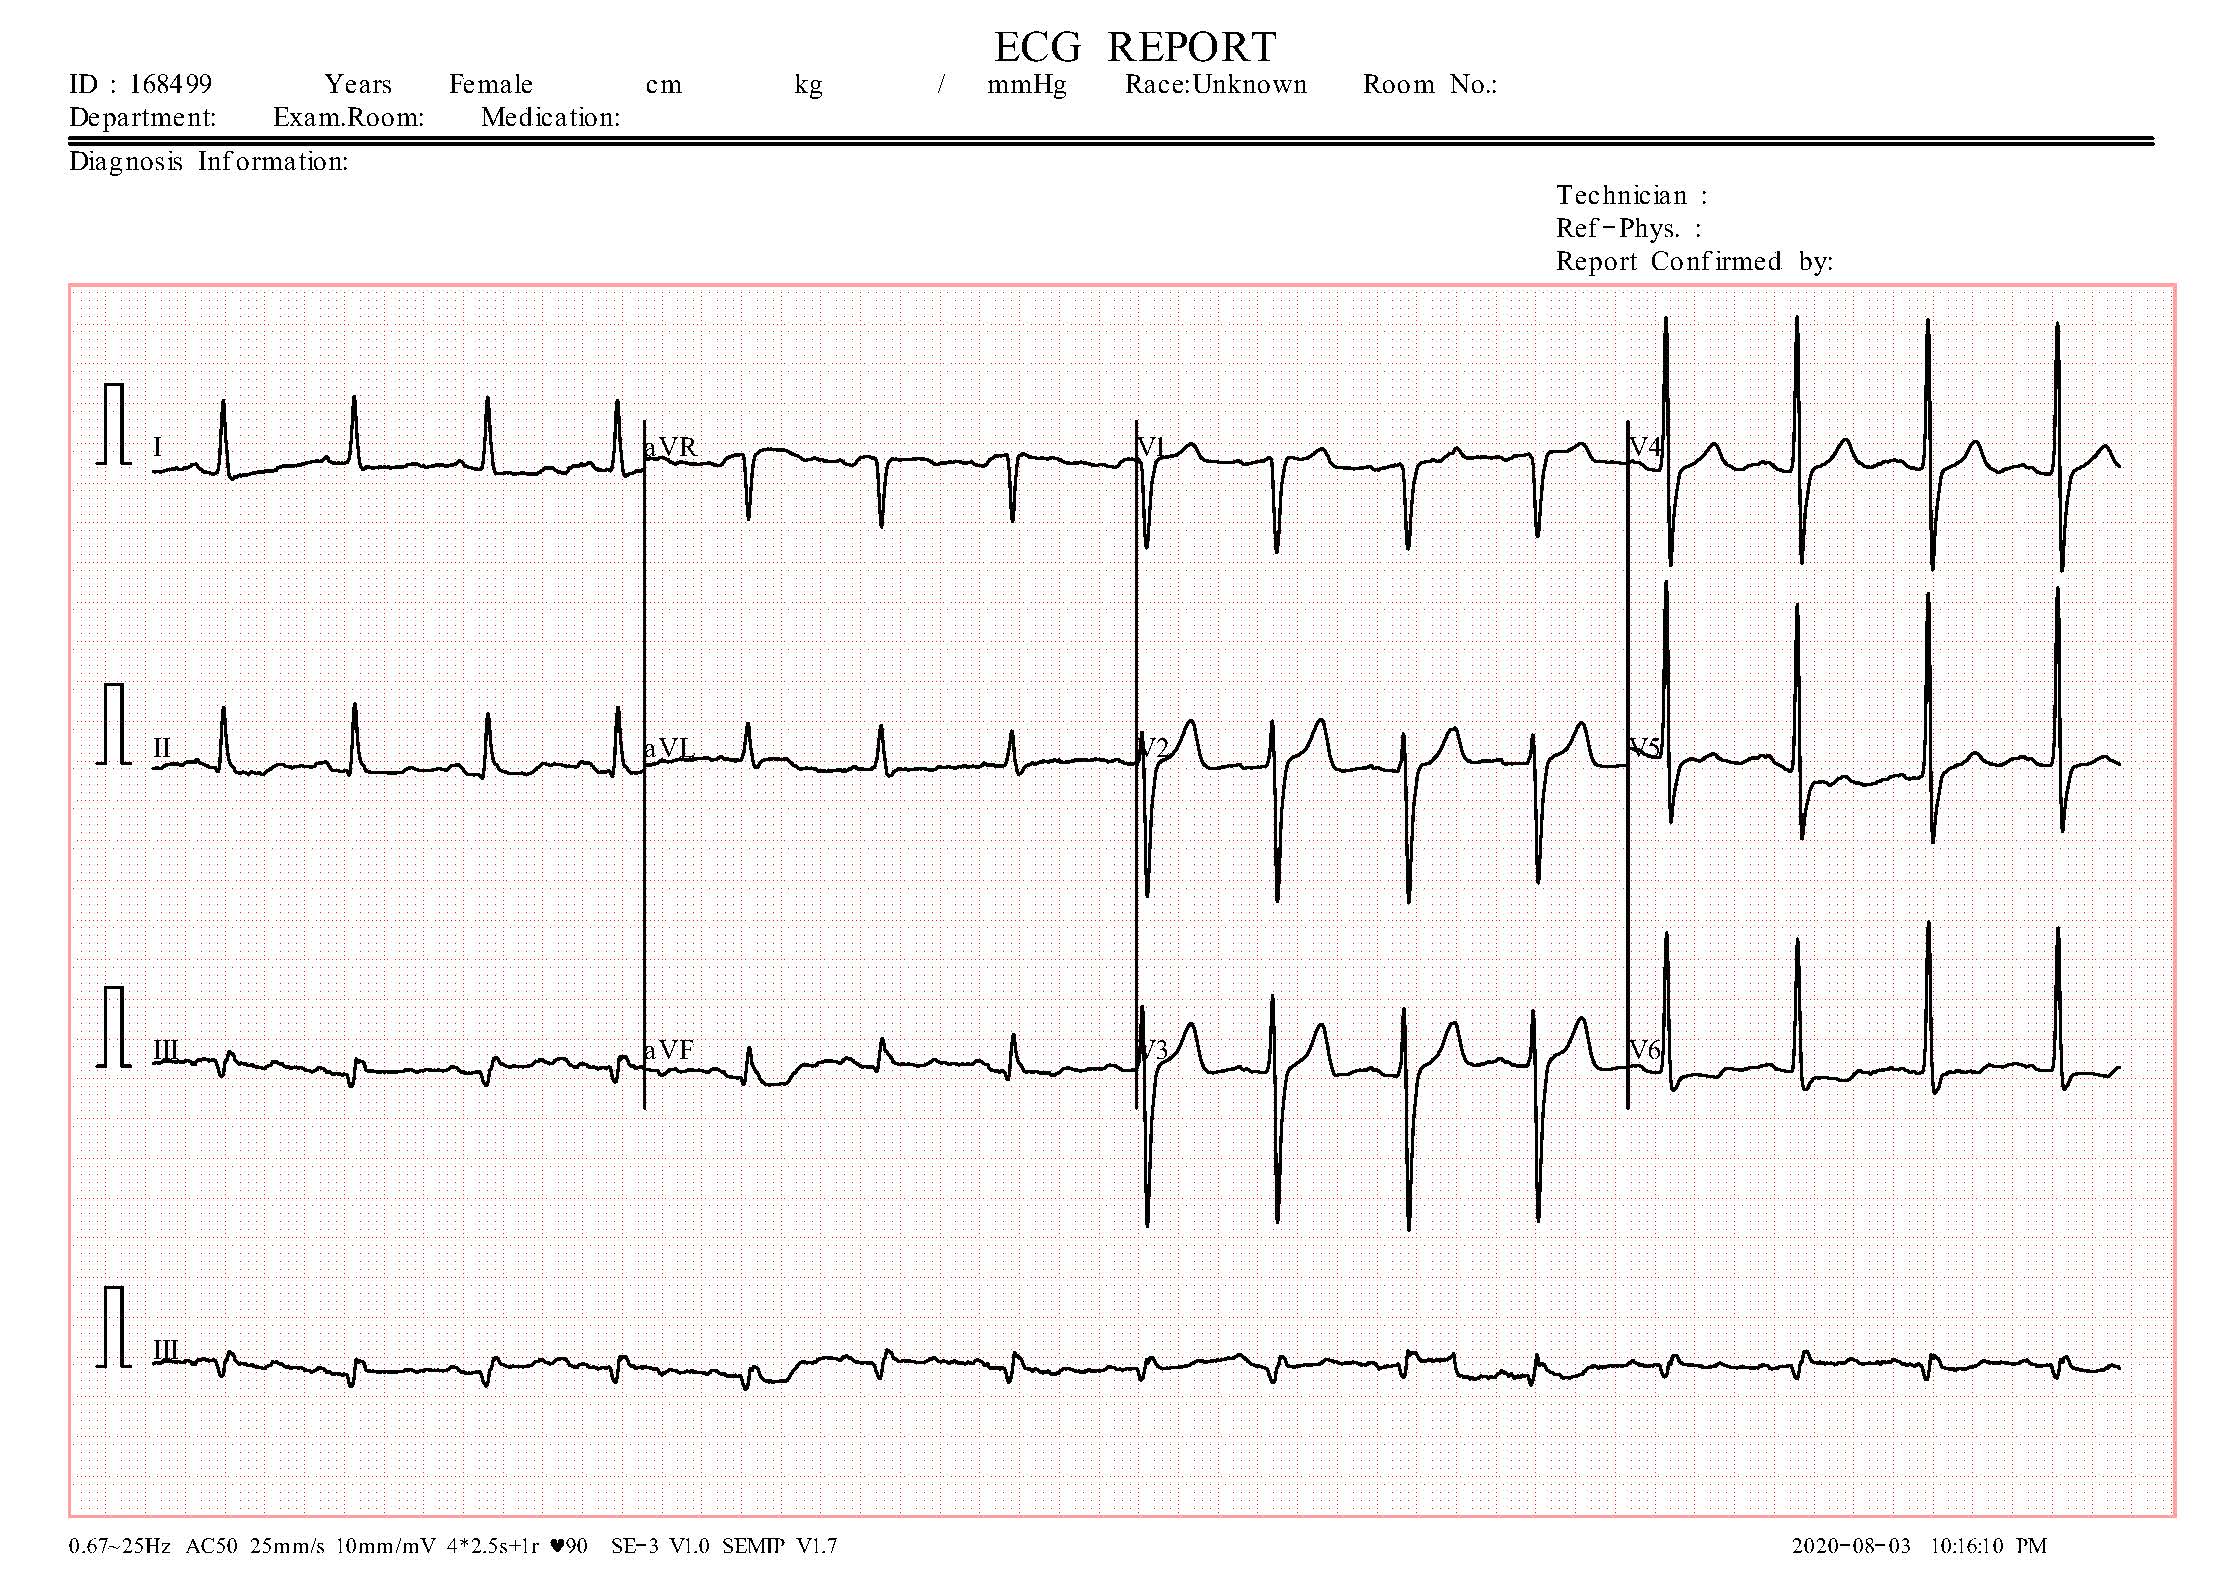 ECG REPORT
ID : 168499 Years Female cm kg / mmHg Race:Unknown Room No.:
Department: Exam.Room: Medication:
Diagnosis Information:
Technician :
Ref-Phys. :
Report Confirmed by:
I aVR V1 V4
II aVL V2 V5
III aVF V3 V6
III
0.67~25Hz AC50 25mm/s 10mm/mV 4*2.5s+1r ♥90 SE-3 V1.0 SEMIP V1.7 2020-08-03 10:16:10 PM